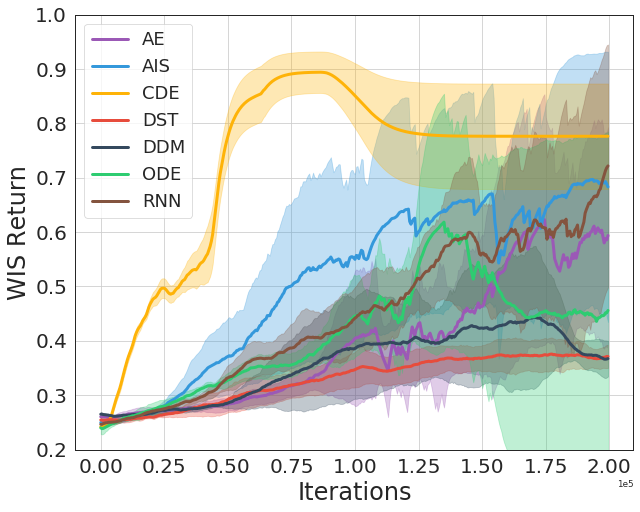 1.0
0.9
0.8
0.7
0.6
0.5
0.4
0.3
0.2
WIS Return
AE
AIS
CDE
DST
DDM
ODE
RNN
0.00 0.25 0.50 0.75 1.00 1.25 1.50 1.75 2.00
1e5
Iterations